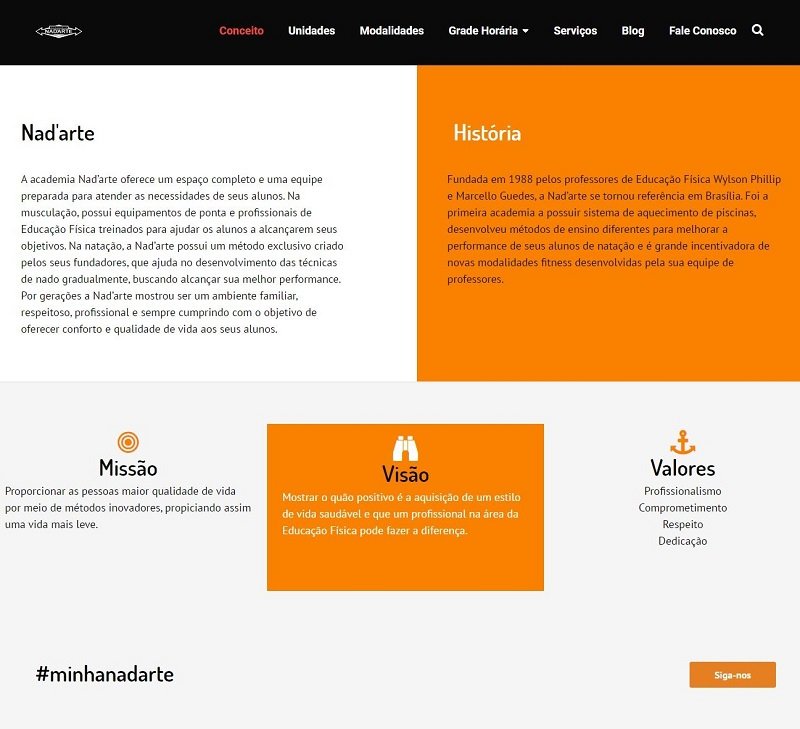 NADARTE
Conceito
Unidades
Modalidades
Grade Horária
Serviços
Blog
Fale Conosco
Nad'arte
A academia Nad'arte oferece um espaço completo e uma equipe
preparada para atender as necessidades de seus alunos. Na
musculação, possui equipamentos de ponta e profissionais de
Educação Física treinados para ajudar os alunos a alcançarem seus
objetivos. Na natação, a Nad'arte possui um método exclusivo criado
pelos seus fundadores, que ajuda no desenvolvimento das técnicas
de nado gradualmente, buscando alcançar sua melhor performance.
Por gerações a Nad'arte mostrou ser um ambiente familiar,
respeitoso, profissional e sempre cumprindo com o objetivo de
oferecer conforto e qualidade de vida aos seus alunos.
História
Fundada em 1988 pelos professores de Educação Física Wylson Phillip
e Marcello Guedes, a Nad'arte se tornou referência em Brasília. Foi a
primeira academia a possuir sistema de aquecimento de piscinas,
desenvolveu métodos de ensino diferentes para melhorar a
performance de seus alunos de natação e é grande incentivadora de
novas modalidades fitness desenvolvidas pela sua equipe de
professores.
Missão
Proporcionar as pessoas maior qualidade de vida
por meio de métodos inovadores, propiciando assim
uma vida mais leve.
Visão
Mostrar o quão positivo é a aquisição de um estilo
de vida saudável e que um profissional na área da
Educação Física pode fazer a diferença.
Valores
Profissionalismo
Comprometimento
Respeito
Dedicação
#minhanadarte
Siga-nos